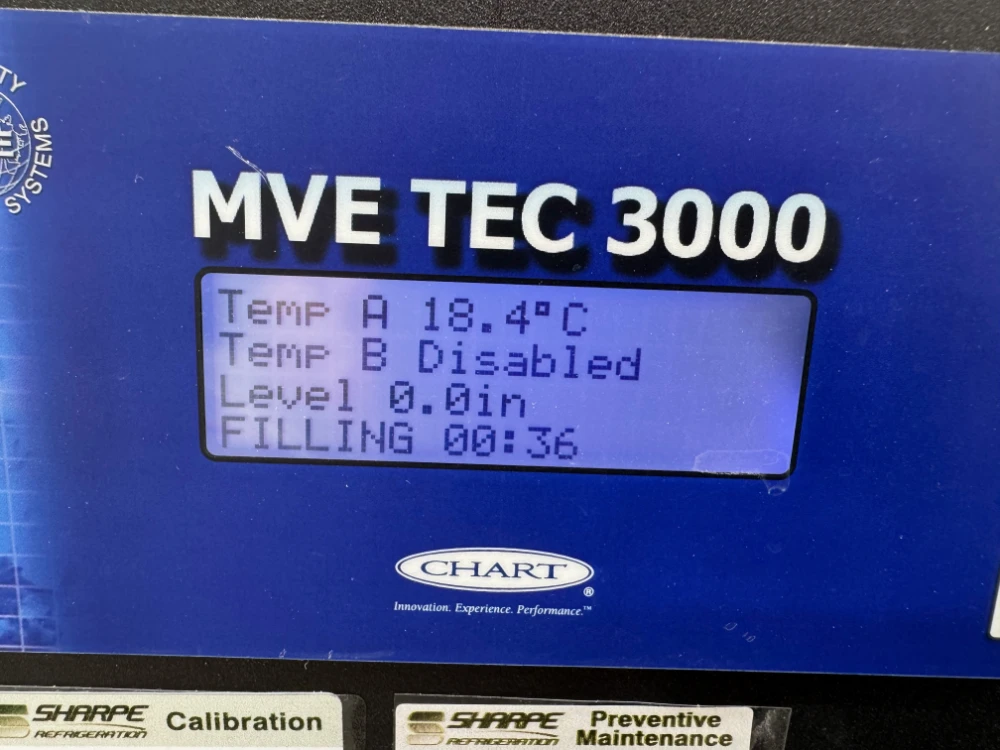 SYSTEMS
MVE TEC 3000
Temp A 18.4°C
Temp B Disabled
Level 0.0in
FILLING 00:36
CHART®
Innovation. Experience. Performance.™
SHARPE REFRIGERATION
Calibration
SHARPE REFRIGERATION
Preventive
Maintenance